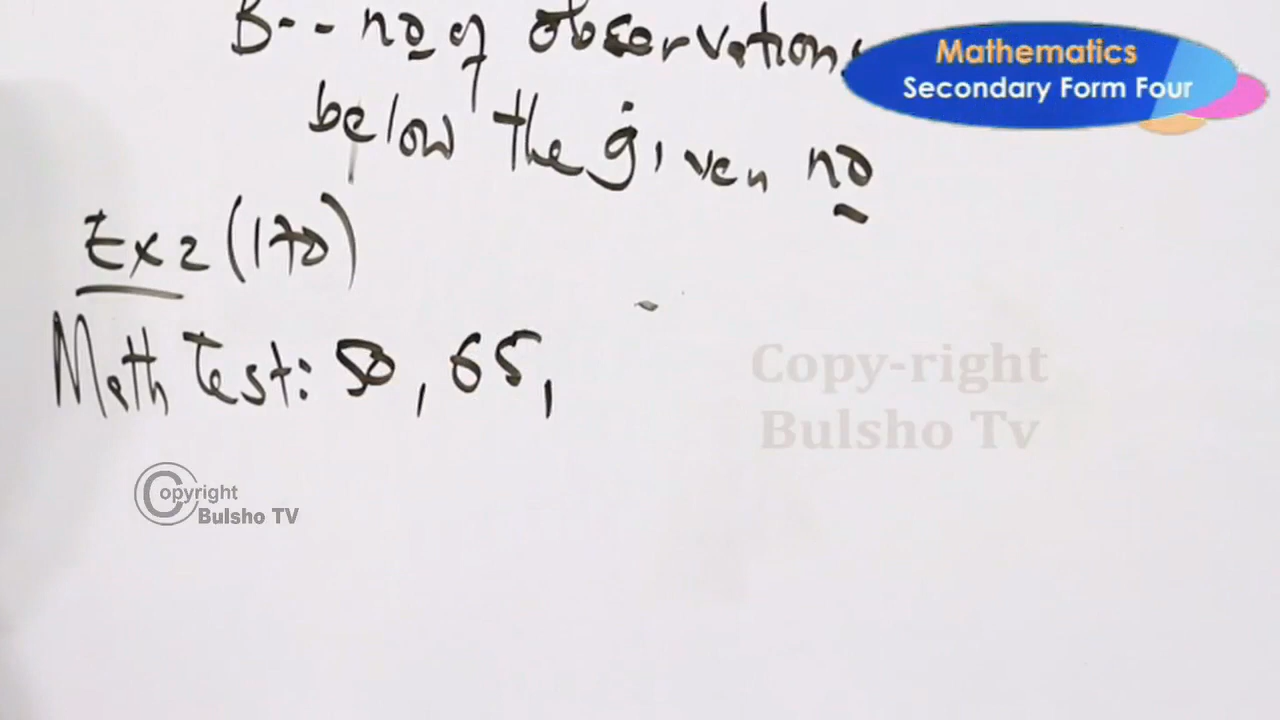 B-- no of observations
below the given no
Mathematics
Secondary Form Four
Ex 2 (170)
Math Test: 50, 65,
Copy-right
Bulsho Tv
Copyright
Bulsho TV